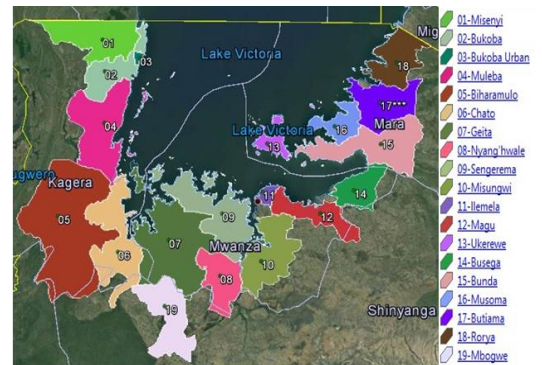 Mig
01
Lake Victoria
03
18
02
17***
04
Mara
Lake Victoria
16
13
15
ugwero
Kagera
14
11
05
09
12
07
Mwanza
06
10
08
19
Shinyanga
01-Misenyi
02-Bukoba
03-Bukoba Urban
04-Muleba
05-Biharamulo
06-Chato
07-Geita
08-Nyang'hwale
09-Sengerema
10-Misungwi
11-Ilemela
12-Magu
13-Ukerewe
14-Busega
15-Bunda
16-Musoma
17-Butiama
18-Rorya
19-Mbogwe